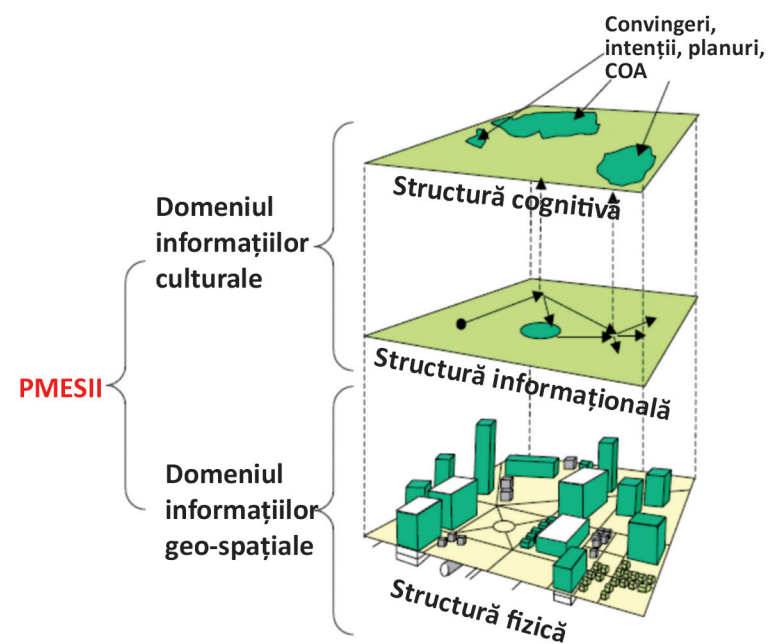 Convingeri,
intenții, planuri,
COA
Structură cognitivă
Domeniul
informațiilor
culturale
Structură informațională
PMESII
Domeniul
informațiilor
geo-spațiale
Structură fizică